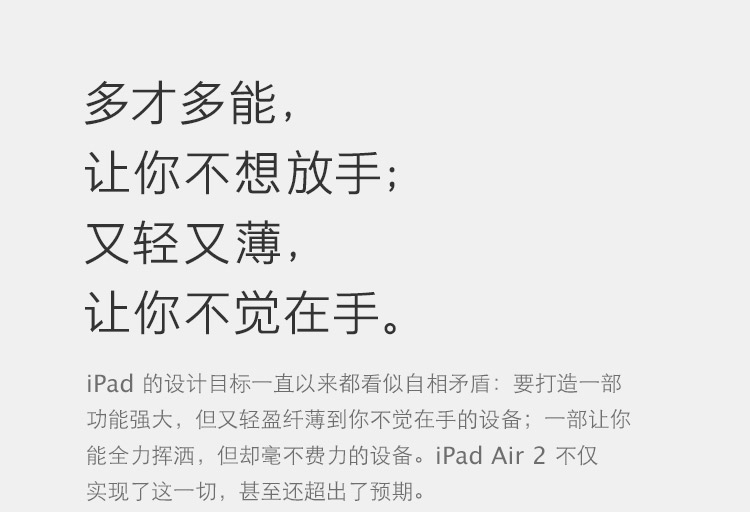 多才多能，
让你不想放手；
又轻又薄，
让你不觉在手。
iPad 的设计目标一直以来都看似自相矛盾：要打造一部
功能强大，但又轻盈纤薄到你不觉在手的设备；一部让你
能全力挥洒，但却毫不费力的设备。iPad Air 2 不仅
实现了这一切，甚至还超出了预期。